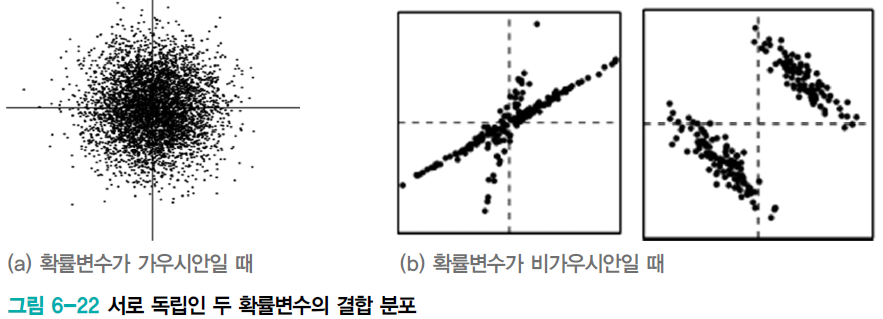 (a) 확률변수가 가우시안일 때
(b) 확률변수가 비가우시안일 때
그림 6-22 서로 독립인 두 확률변수의 결합 분포